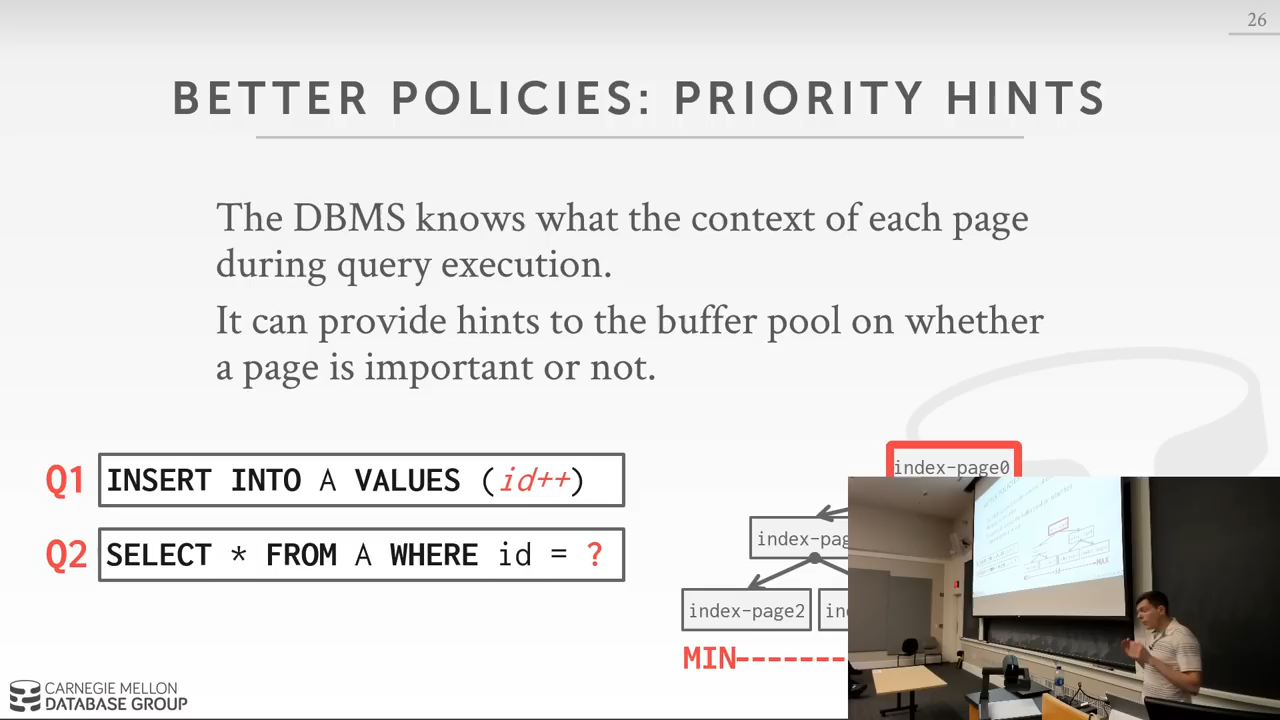 26
BETTER POLICIES: PRIORITY HINTS
The DBMS knows what the context of each page
during query execution.
It can provide hints to the buffer pool on whether
a page is important or not.
Q1 INSERT INTO A VALUES (id++)
Q2 SELECT * FROM A WHERE id = ?
index-page0
index-pag
index-page2 in
MIN
CARNEGIE MELLON
DATABASE GROUP